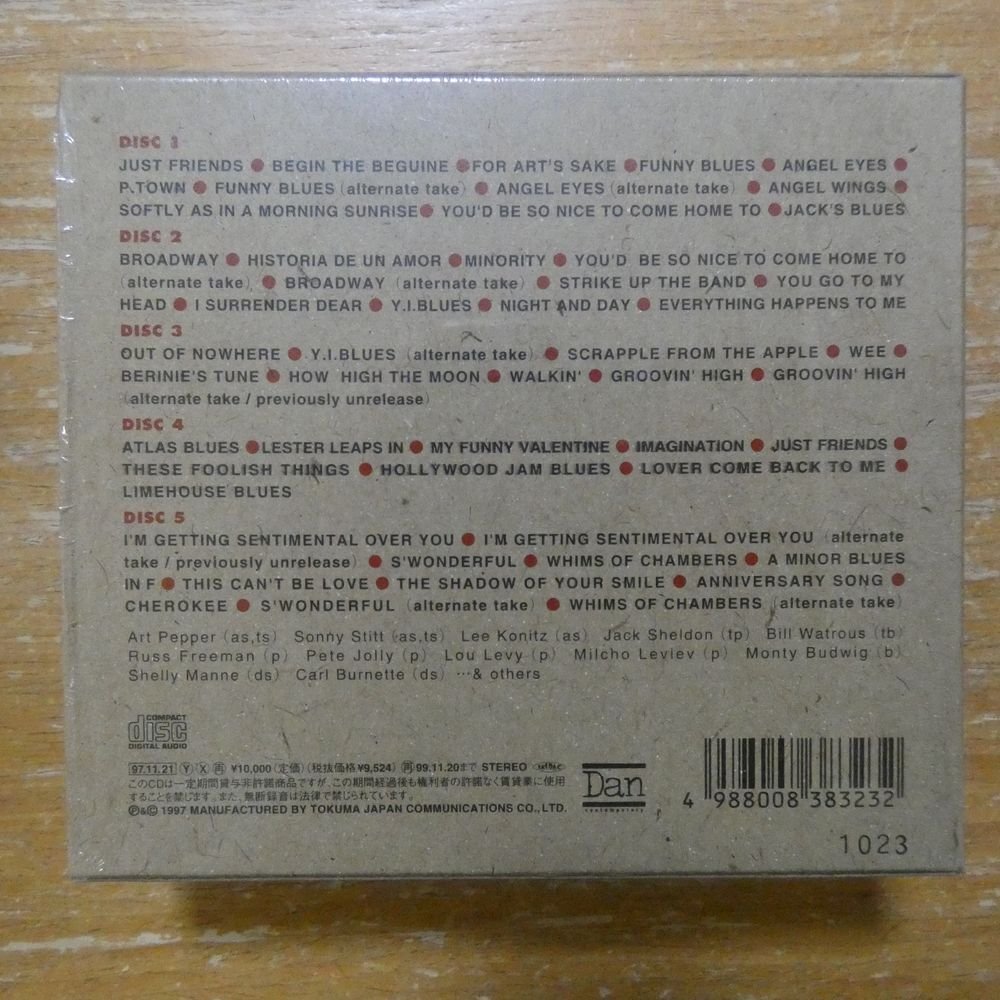 DISC 1
JUST FRIENDS ● BEGIN THE BEGUINE ● FOR ART'S SAKE ● FUNNY BLUES ● ANGEL EYES ●
P.TOWN ● FUNNY BLUES (alternate take) ● ANGEL EYES (alternate take) ● ANGEL WINGS ●
SOFTLY AS IN A MORNING SUNRISE ● YOU'D BE SO NICE TO COME HOME TO ● JACK'S BLUES
DISC 2
BROADWAY ● HISTORIA DE UN AMOR ● MINORITY ● YOU'D BE SO NICE TO COME HOME TO
(alternate take) ● BROADWAY (alternate take) ● STRIKE UP THE BAND ● YOU GO TO MY
HEAD ● I SURRENDER DEAR ● Y.I.BLUES ● NIGHT AND DAY ● EVERYTHING HAPPENS TO ME
DISC 3
OUT OF NOWHERE ● Y.I.BLUES (alternate take) ● SCRAPPLE FROM THE APPLE ● WEE ●
BERINIE'S TUNE ● HOW HIGH THE MOON ● WALKIN' ● GROOVIN' HIGH ● GROOVIN' HIGH
(alternate take / previously unrelease)
DISC 4
ATLAS BLUES ● LESTER LEAPS IN ● MY FUNNY VALENTINE ● IMAGINATION ● JUST FRIENDS ●
THESE FOOLISH THINGS ● HOLLYWOOD JAM BLUES ● LOVER COME BACK TO ME ●
LIMEHOUSE BLUES
DISC 5
I'M GETTING SENTIMENTAL OVER YOU ● I'M GETTING SENTIMENTAL OVER YOU (alternate
take / previously unrelease) ● S'WONDERFUL ● WHIMS OF CHAMBERS ● A MINOR BLUES
IN F ● THIS CAN'T BE LOVE ● THE SHADOW OF YOUR SMILE ● ANNIVERSARY SONG ●
CHEROKEE ● S'WONDERFUL (alternate take) ● WHIMS OF CHAMBERS (alternate take)
Art Pepper (as,ts) Sonny Stitt (as,ts) Lee Konitz (as) Jack Sheldon (tp) Bill Watrous (tb)
Russ Freeman (p) Pete Jolly (p) Lou Levy (p) Milcho Leviev (p) Monty Budwig (b)
Shelly Manne (ds) Carl Burnette (ds) …& others
COMPACT
disc
DIGITAL AUDIO
97.11.21 Ⓨ Ⓧ ㊞ ¥10,000(定価)(税抜価格¥9,524) 再99.11.20まで STEREO
このCDは一定期間貸与非許諾商品ですが、この期間経過後も権利者の許諾なく賃貸業に使用
することを禁じます。また、無断録音は法律で禁じられています。
℗&© 1997 MANUFACTURED BY TOKUMA JAPAN COMMUNICATIONS CO., LTD.
Dan
contemporary
4 988008 383232
1023